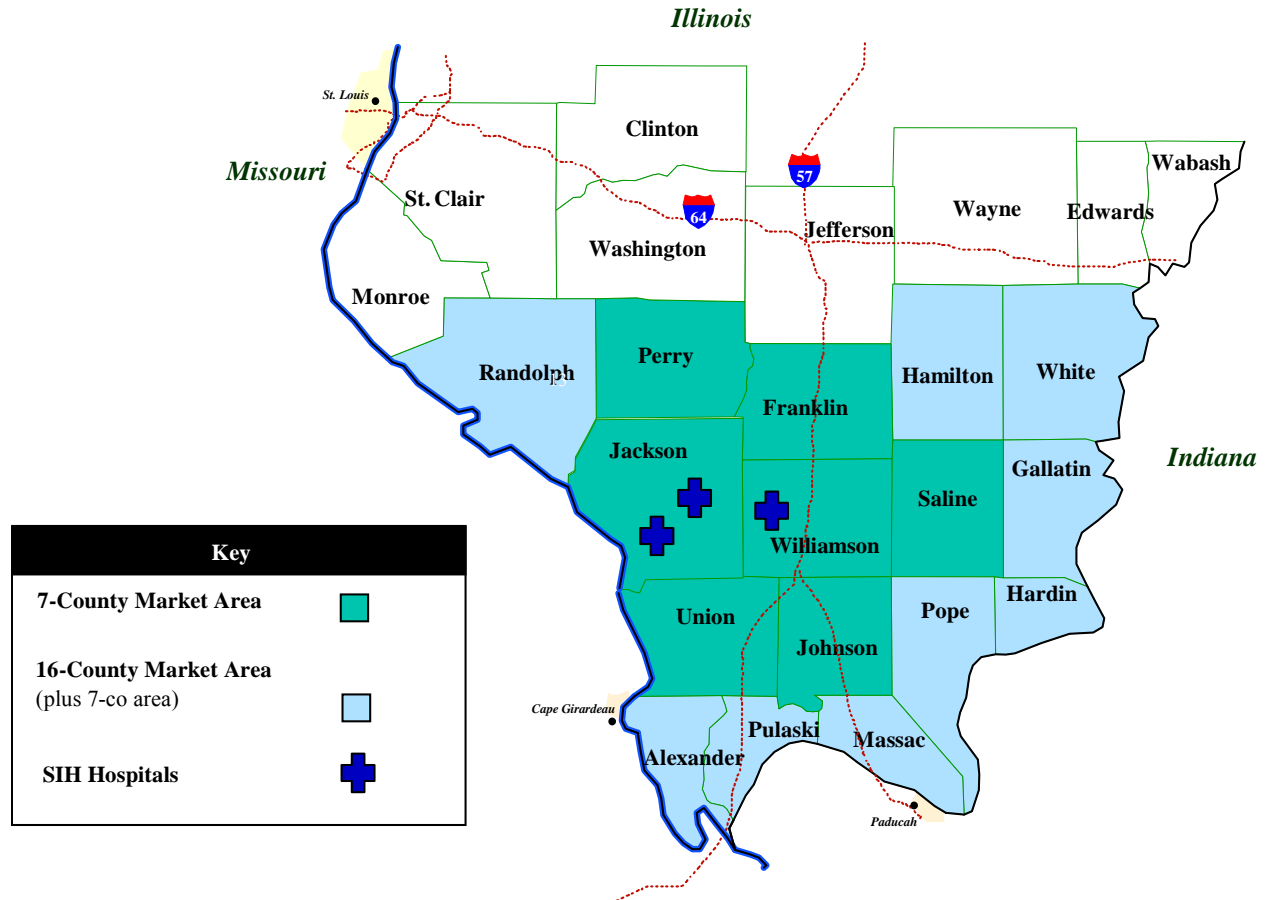 Illinois
St. Louis
Clinton
Missouri
57
Wabash
St. Clair
64
Wayne
Edwards
Jefferson
Washington
Monroe
Perry
Randolph
13
Hamilton
White
Franklin
Jackson
Indiana
Gallatin
Saline
Williamson
Key
7-County Market Area
16-County Market Area
(plus 7-co area)
SIH Hospitals
Hardin
Pope
Union
Johnson
Cape Girardeau
Pulaski
Massac
Alexander
Paducah